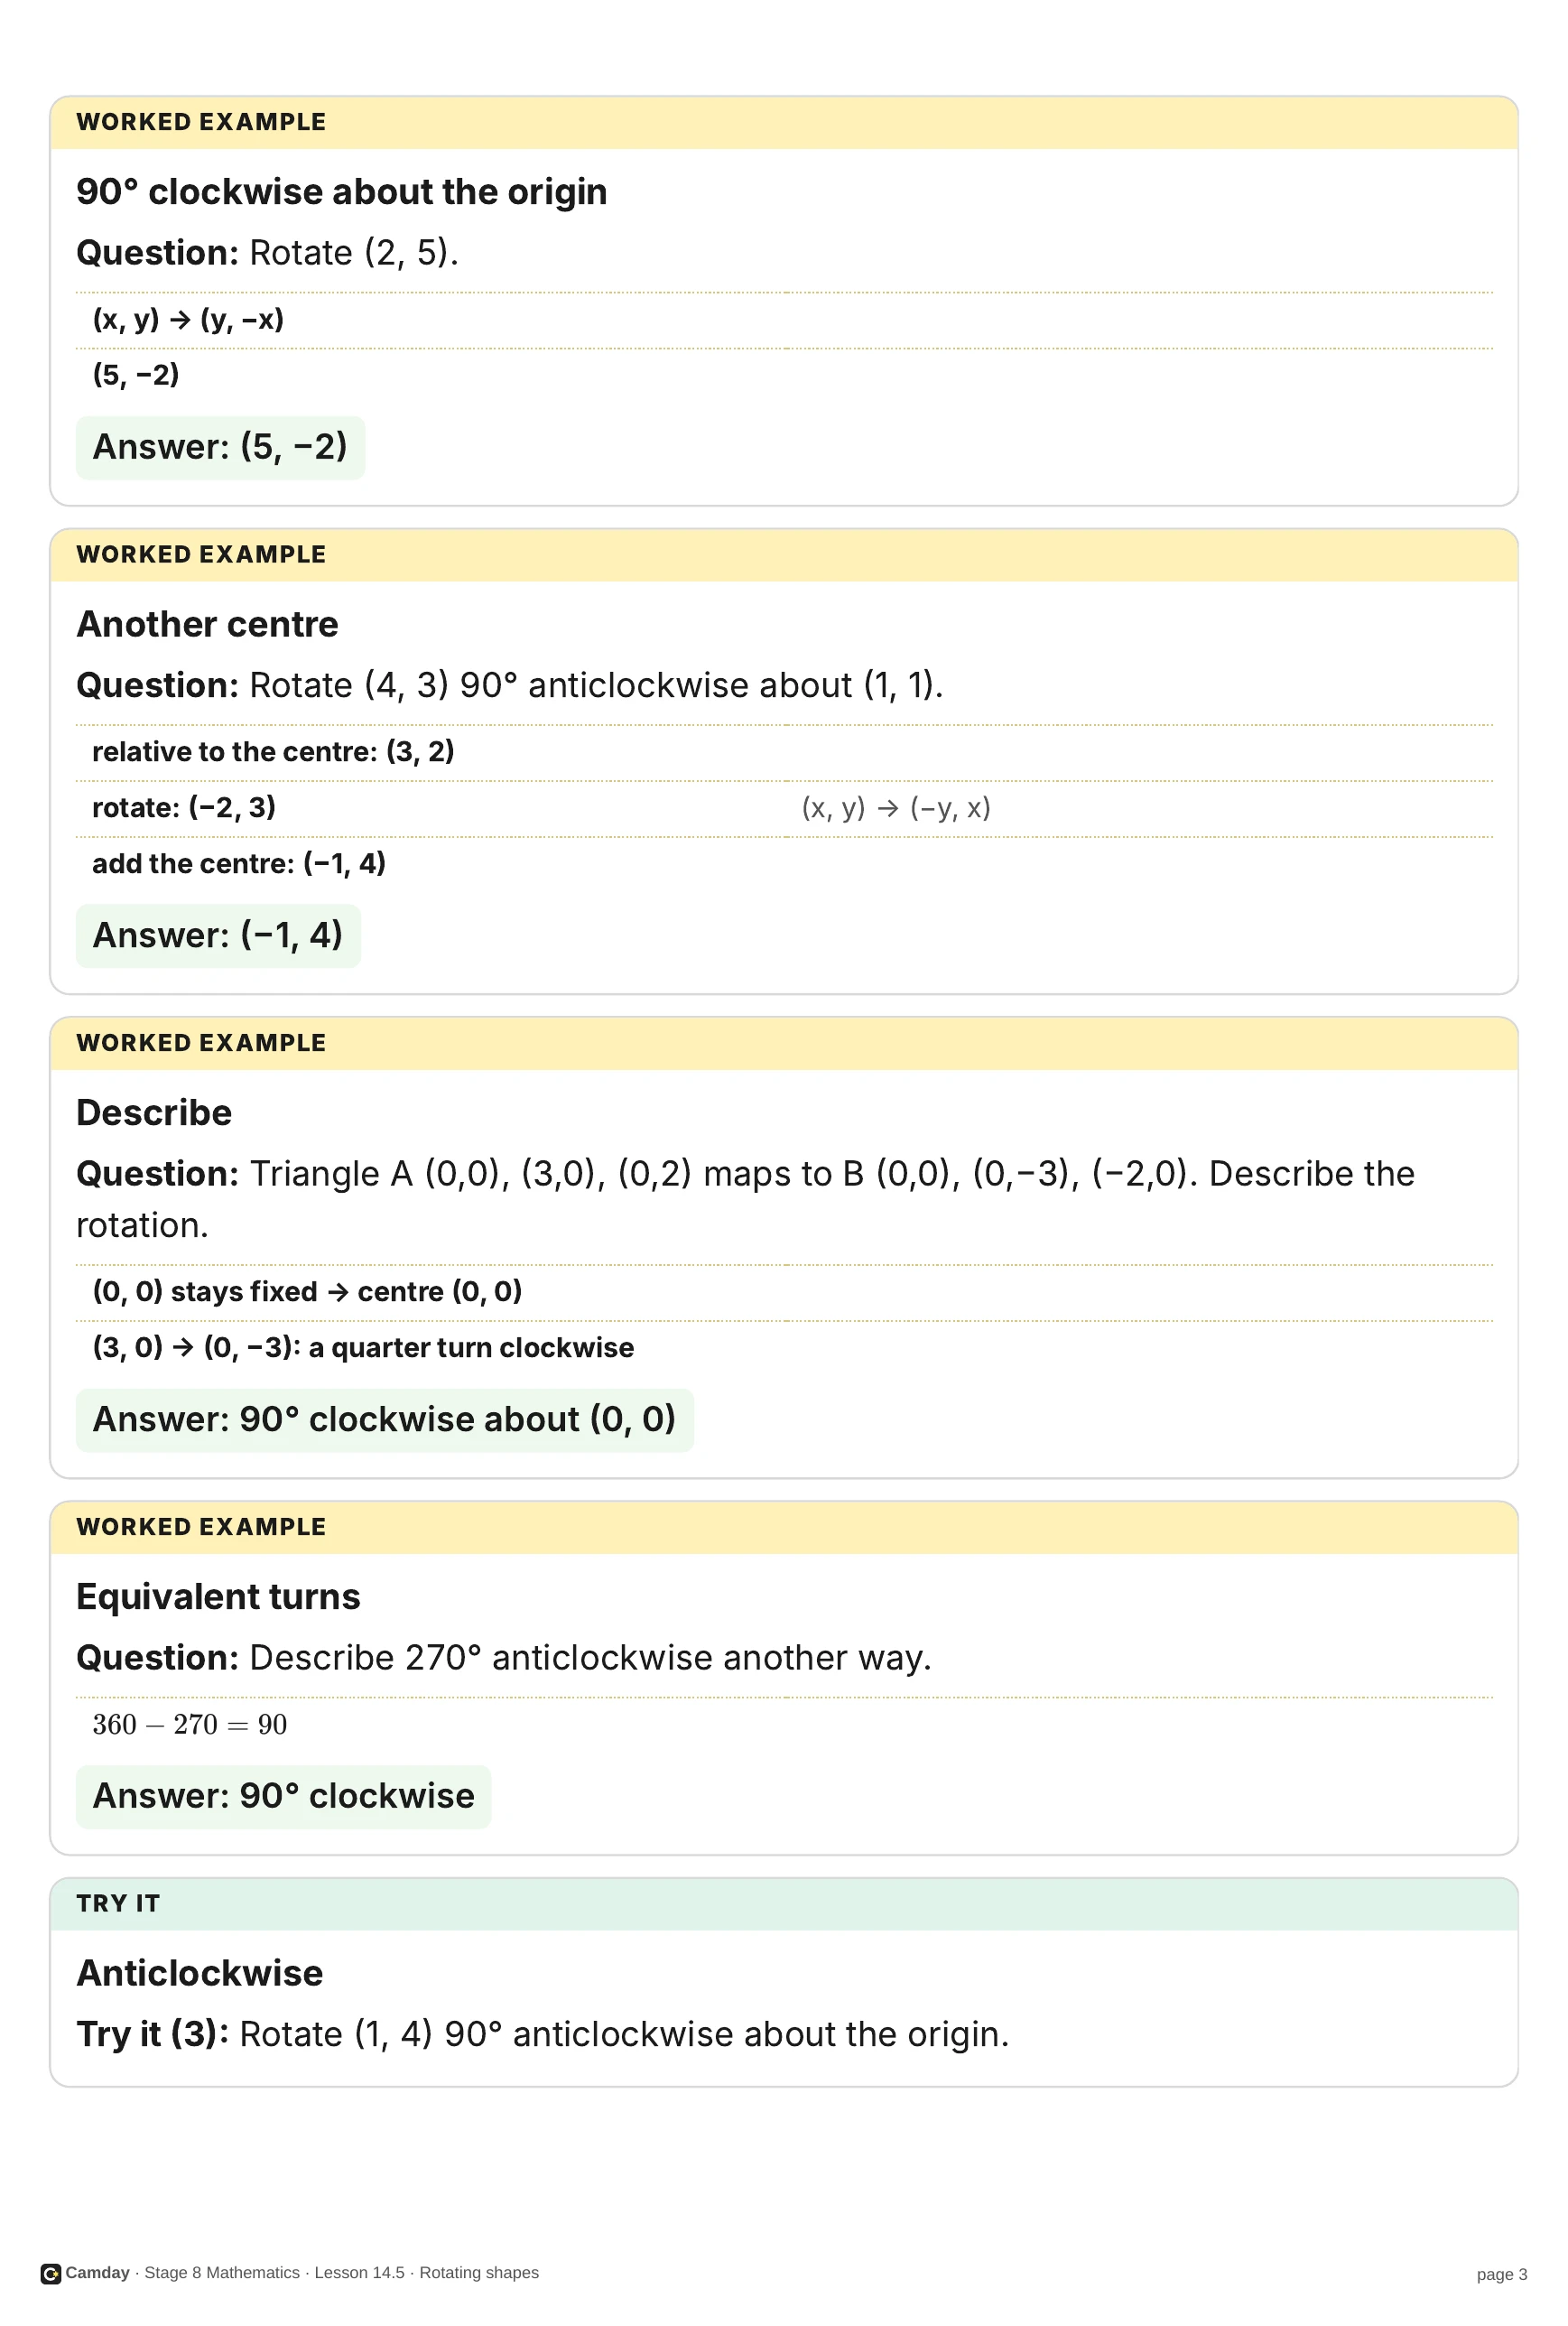 WORKED EXAMPLE
90° clockwise about the origin
Question: Rotate (2, 5).
(x, y) → (y, −x)
(5, −2)
Answer: (5, −2)
WORKED EXAMPLE
Another centre
Question: Rotate (4, 3) 90° anticlockwise about (1, 1).
relative to the centre: (3, 2)
rotate: (−2, 3) (x, y) → (−y, x)
add the centre: (−1, 4)
Answer: (−1, 4)
WORKED EXAMPLE
Describe
Question: Triangle A (0,0), (3,0), (0,2) maps to B (0,0), (0,−3), (−2,0). Describe the
rotation.
(0, 0) stays fixed → centre (0, 0)
(3, 0) → (0, −3): a quarter turn clockwise
Answer: 90° clockwise about (0, 0)
WORKED EXAMPLE
Equivalent turns
Question: Describe 270° anticlockwise another way.
360 − 270 = 90
Answer: 90° clockwise
TRY IT
Anticlockwise
Try it (3): Rotate (1, 4) 90° anticlockwise about the origin.
Camday · Stage 8 Mathematics · Lesson 14.5 · Rotating shapes page 3